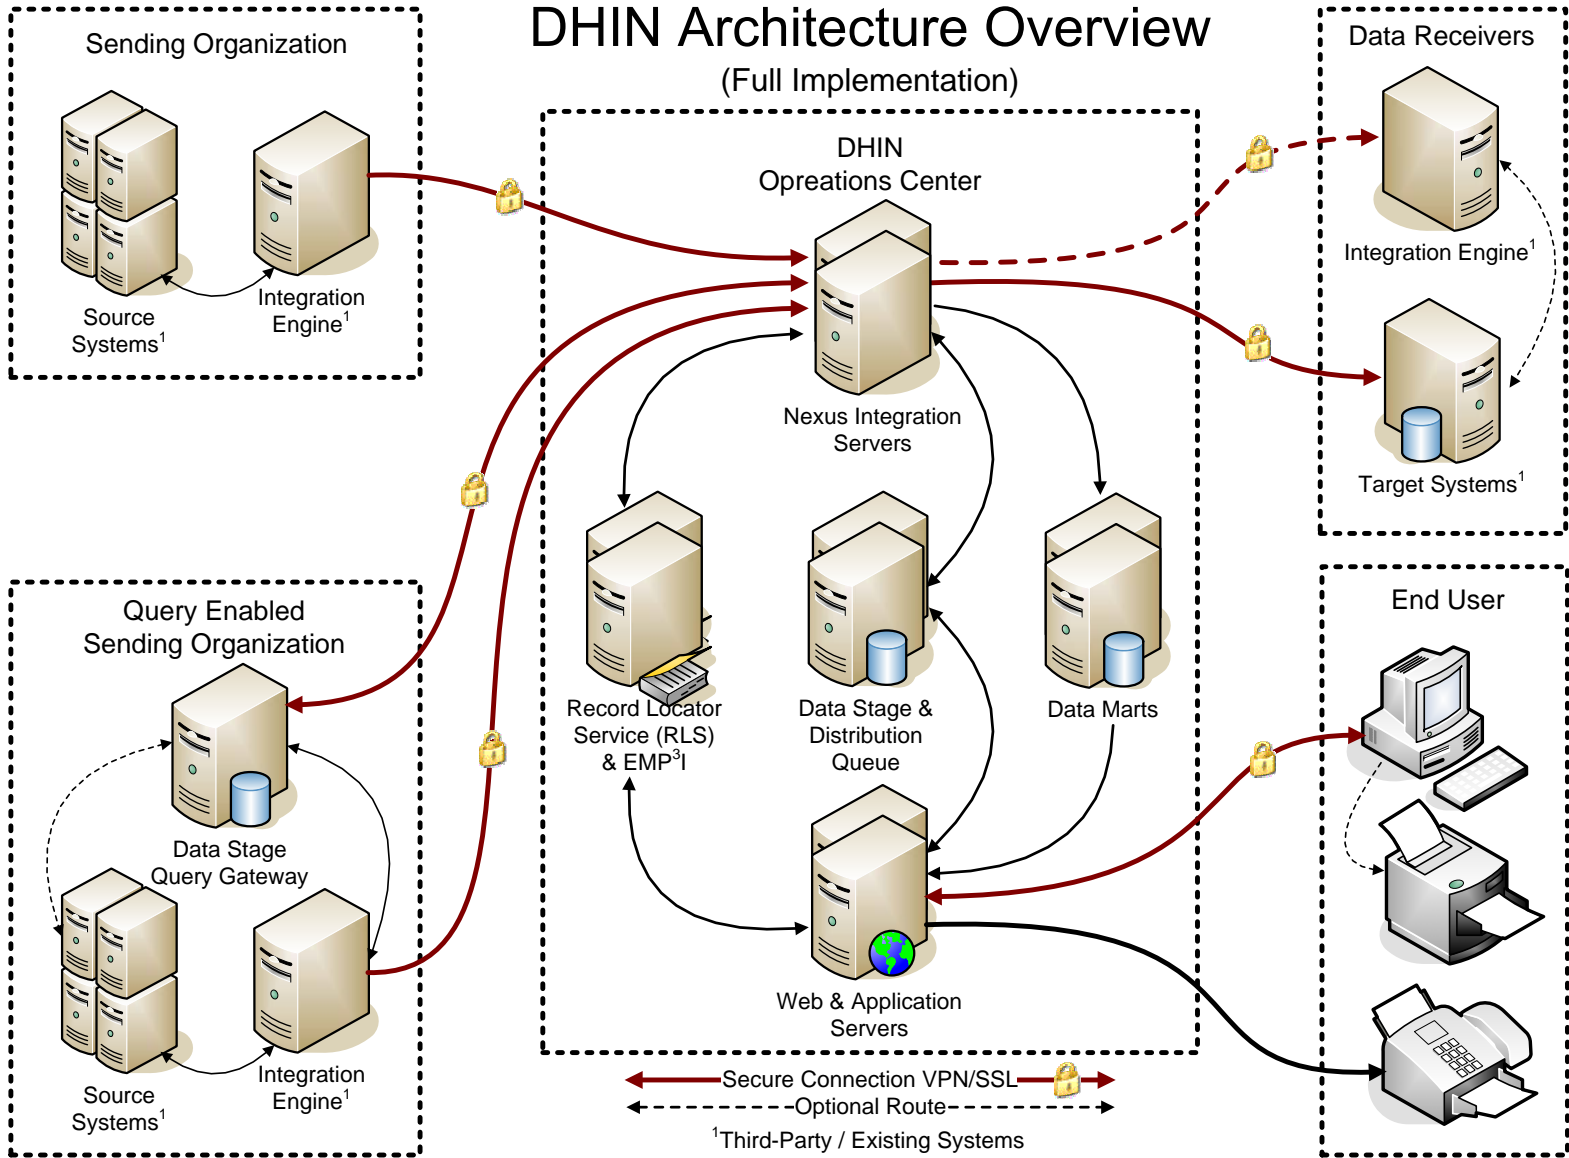 DHIN Architecture Overview
(Full Implementation)
Sending Organization
Source
Systems¹
Integration
Engine¹
Query Enabled
Sending Organization
Data Stage
Query Gateway
Source
Systems¹
Integration
Engine¹
DHIN
Opreations Center
Nexus Integration
Servers
Record Locator
Service (RLS)
& EMP³I
Data Stage &
Distribution
Queue
Data Marts
Web & Application
Servers
Data Receivers
Integration Engine¹
Target Systems¹
End User
Secure Connection VPN/SSL
Optional Route
¹Third-Party / Existing Systems